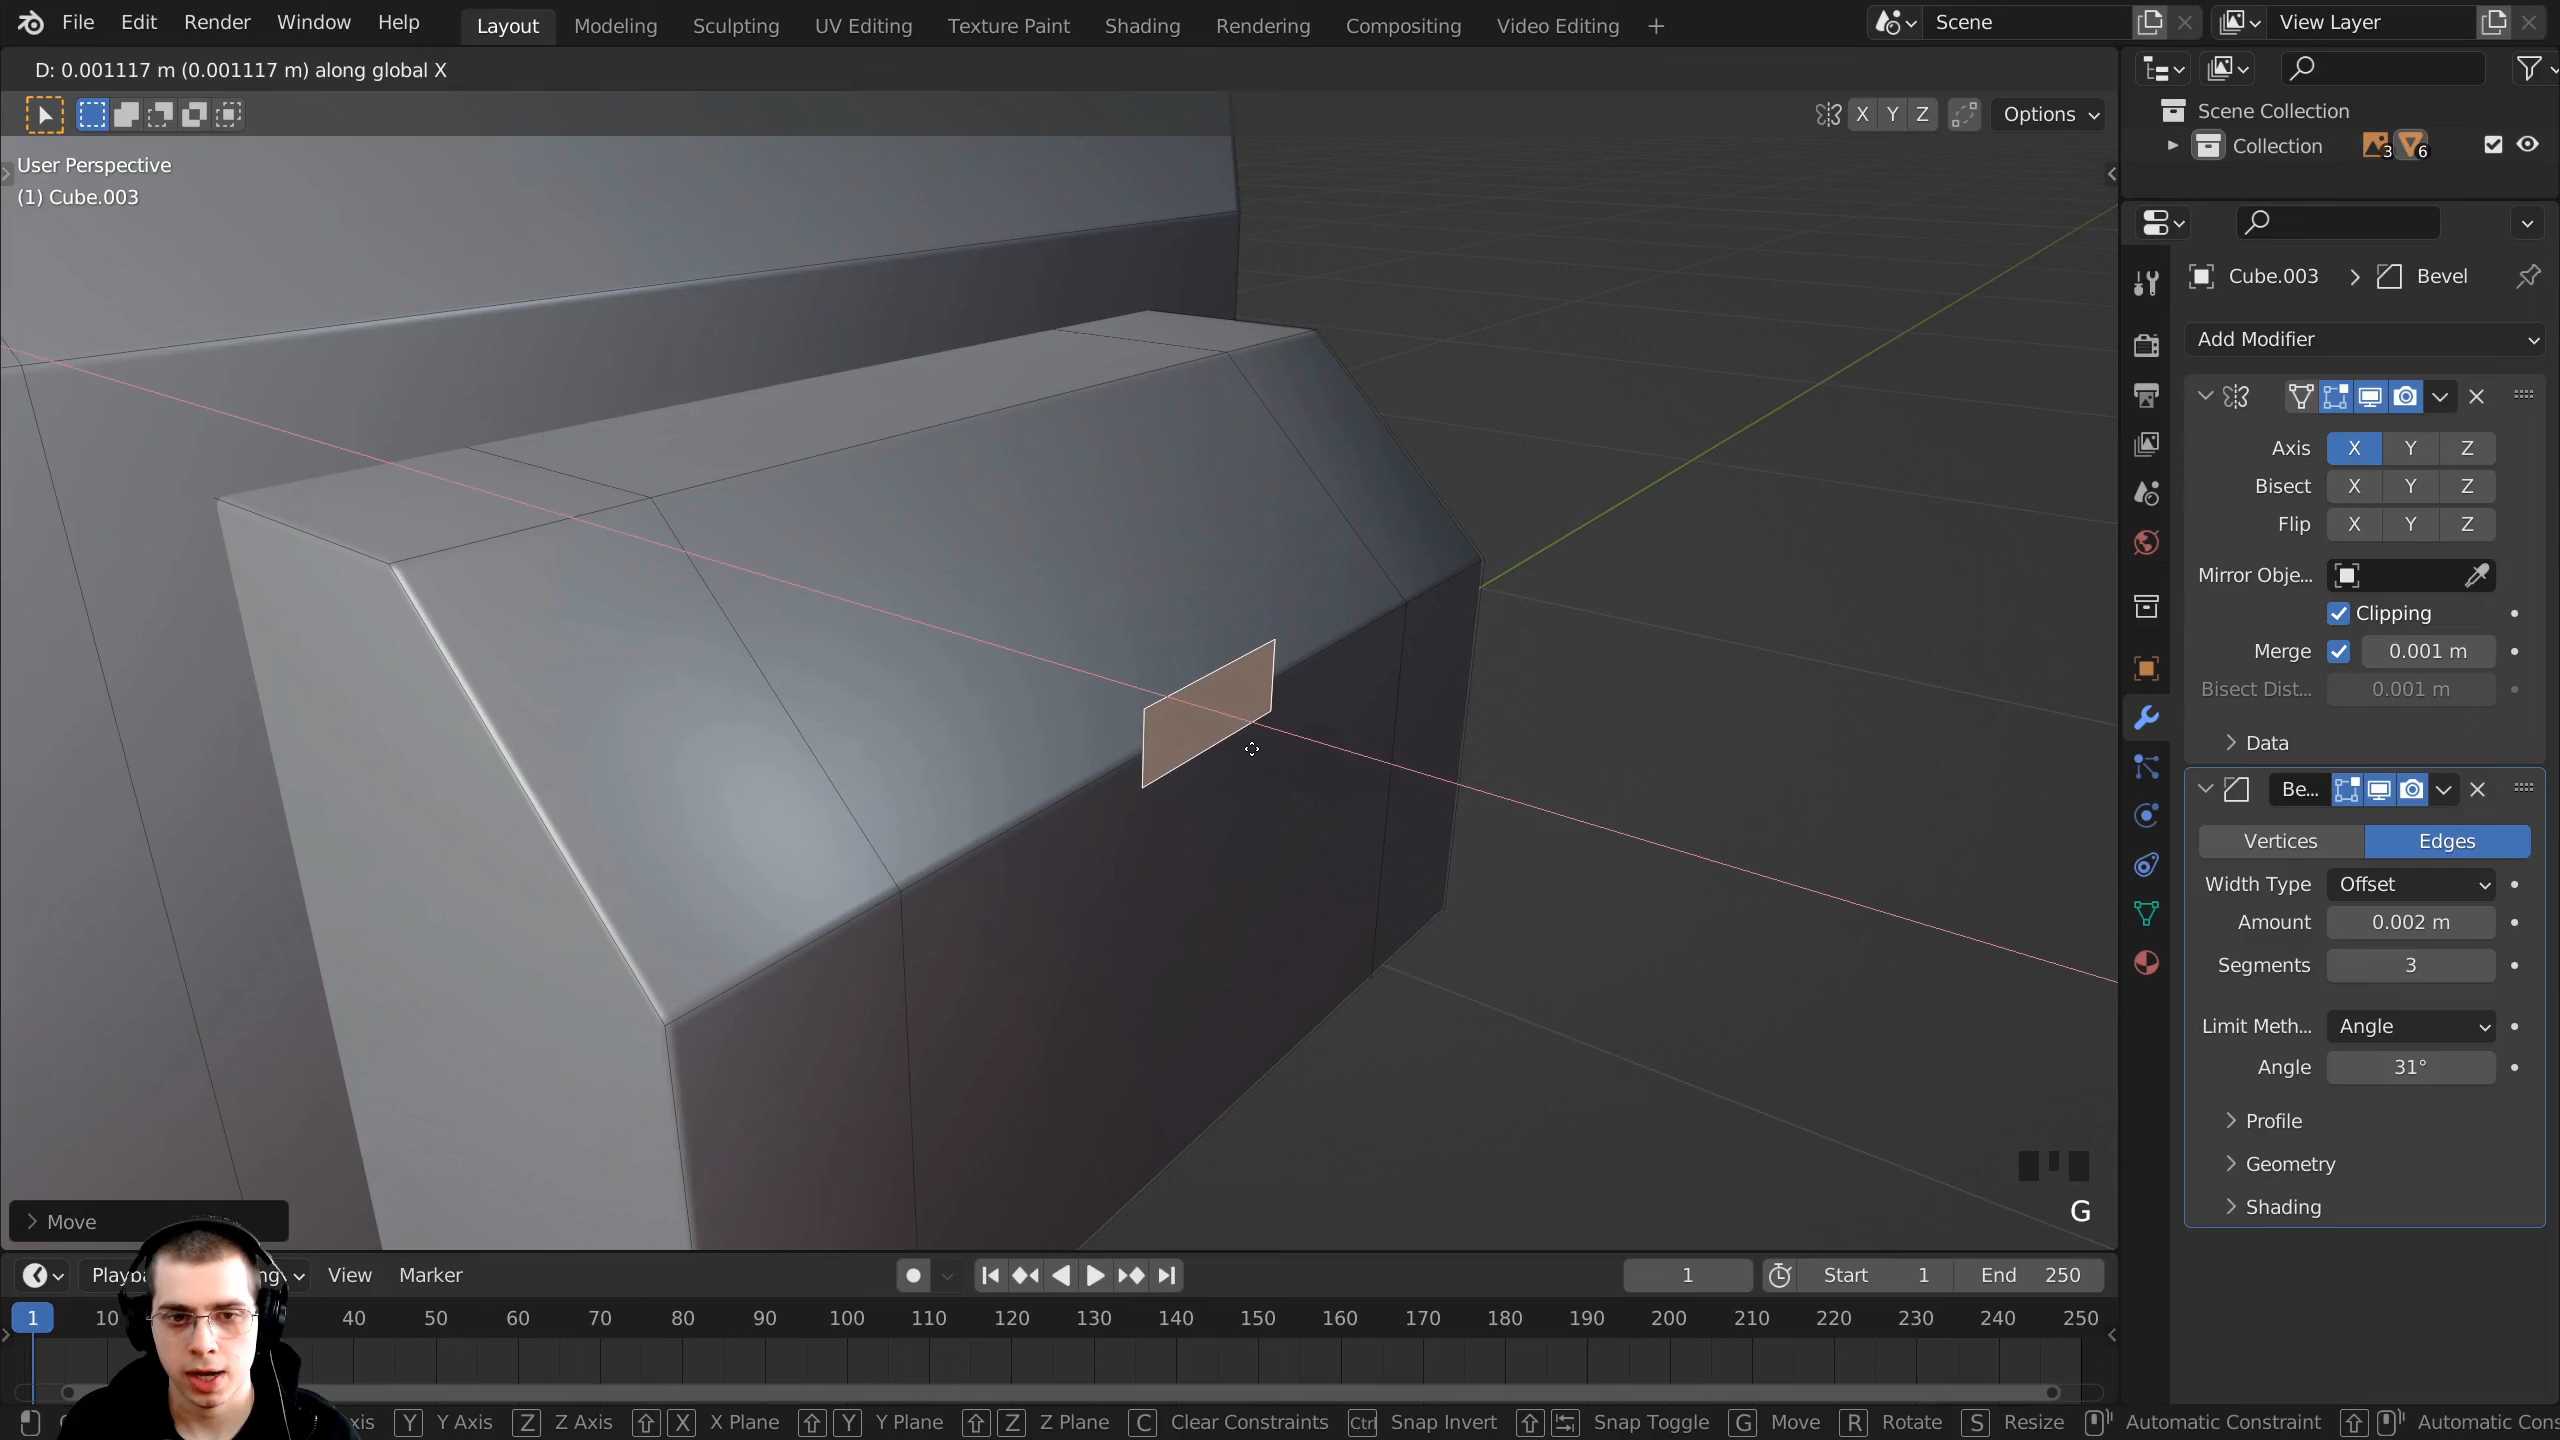 File Edit Render Window Help
Layout Modeling Sculpting UV Editing Texture Paint Shading Rendering Compositing Video Editing +
Scene
View Layer
D: 0.001117 m (0.001117 m) along global X
X Y Z
Options
User Perspective
(1) Cube.003
Scene Collection
Collection 3 6
Cube.003 > Bevel
Add Modifier
Axis X Y Z
Bisect X Y Z
Flip X Y Z
Mirror Obje...
Clipping
Merge 0.001 m
Bisect Dist... 0.001 m
Data
Be...
Vertices Edges
Width Type Offset
Amount 0.002 m
Segments 3
Limit Meth... Angle
Angle 31°
Profile
Geometry
Shading
G
Move
View Marker
1
Start 1
End 250
1 10 40 50 60 70 80 90 100 110 120 130 140 150 160 170 180 190 200 210 220 230 240 250
Y Y Axis Z Z Axis X X Plane Y Y Plane Z Z Plane C Clear Constraints Ctrl Snap Invert Snap Toggle G Move R Rotate S Resize Automatic Constraint Automatic Cons